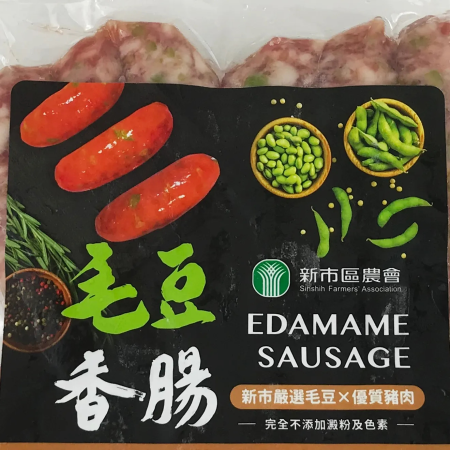 毛豆
香腸
新市區農會
Sinshih Farmers' Association
EDAMAME
SAUSAGE
新市嚴選毛豆×優質豬肉
完全不添加澱粉及色素